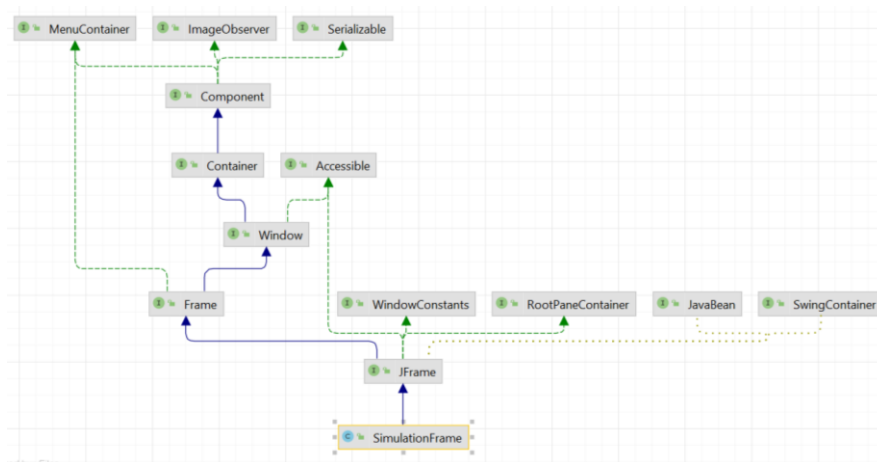 MenuContainer
ImageObserver
Serializable
Component
Container
Accessible
Window
Frame
WindowConstants
RootPaneContainer
JavaBean
SwingContainer
JFrame
SimulationFrame